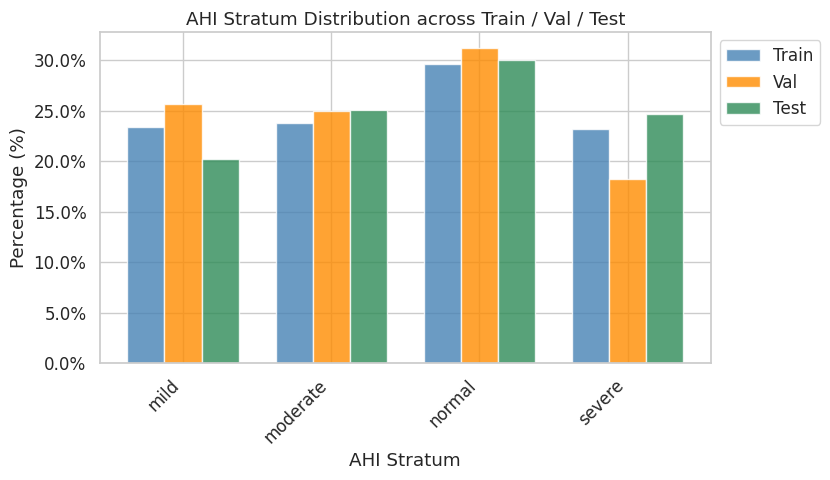 AHI Stratum Distribution across Train / Val / Test
Train
Val
Test
Percentage (%)
30.0%
25.0%
20.0%
15.0%
10.0%
5.0%
0.0%
mild
moderate
normal
severe
AHI Stratum